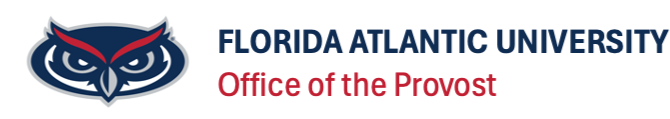 FLORIDA ATLANTIC UNIVERSITY
Office of the Provost